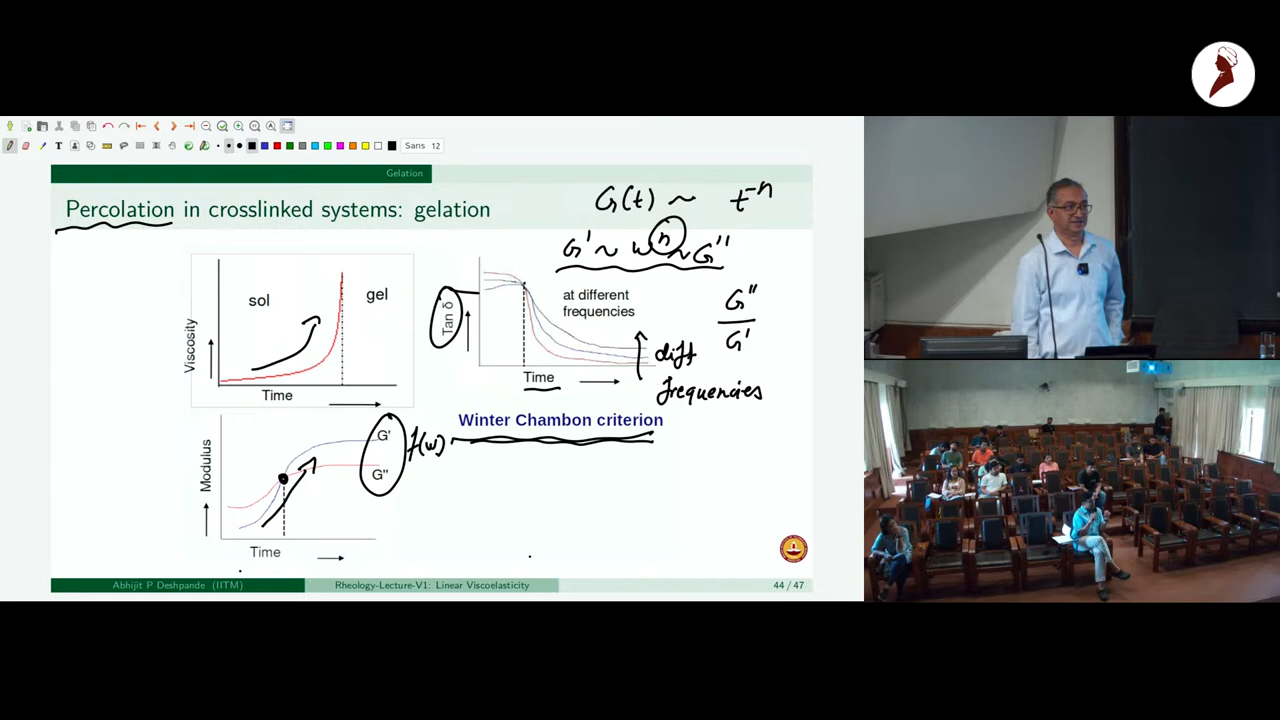 Sans 12
Gelation
Percolation in crosslinked systems: gelation
G(t) ~ t^-n
G' ~ w^n ~ G''
sol
gel
Viscosity
Time
Tan δ
at different
frequencies
G''
G'
diff
frequencies
Time
Winter Chambon criterion
Modulus
G'
G''
f(w)
Time
Abhijit P Deshpande (IITM)
Rheology-Lecture-V1: Linear Viscoelasticity
44 / 47